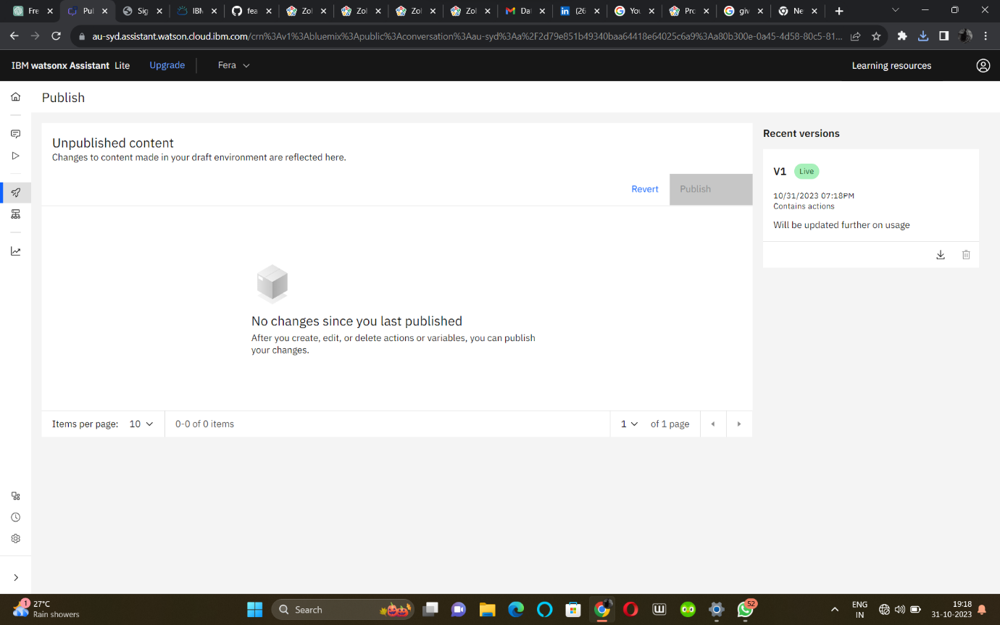 Fre
Pul
Sig
IBM
fea
Zol
Zol
Zol
Zol
Da
(26
You
Pro
giv
Ne
au-syd.assistant.watson.cloud.ibm.com/crn%3Av1%3Abluemix%3Apublic%3Aconversation%3Aau-syd%3Aa%2F2d79e851b49340baa64418e64025c6a9%3Aa80b300e-0a45-4d58-80c5-81...
IBM watsonx Assistant Lite
Upgrade
Fera
Learning resources
Publish
Unpublished content
Changes to content made in your draft environment are reflected here.
Revert
Publish
No changes since you last published
After you create, edit, or delete actions or variables, you can publish
your changes.
Items per page: 10
0-0 of 0 items
1
of 1 page
Recent versions
V1 Live
10/31/2023 07:18PM
Contains actions
Will be updated further on usage
1
27°C
Rain showers
Search
52
ENG
IN
19:18
31-10-2023